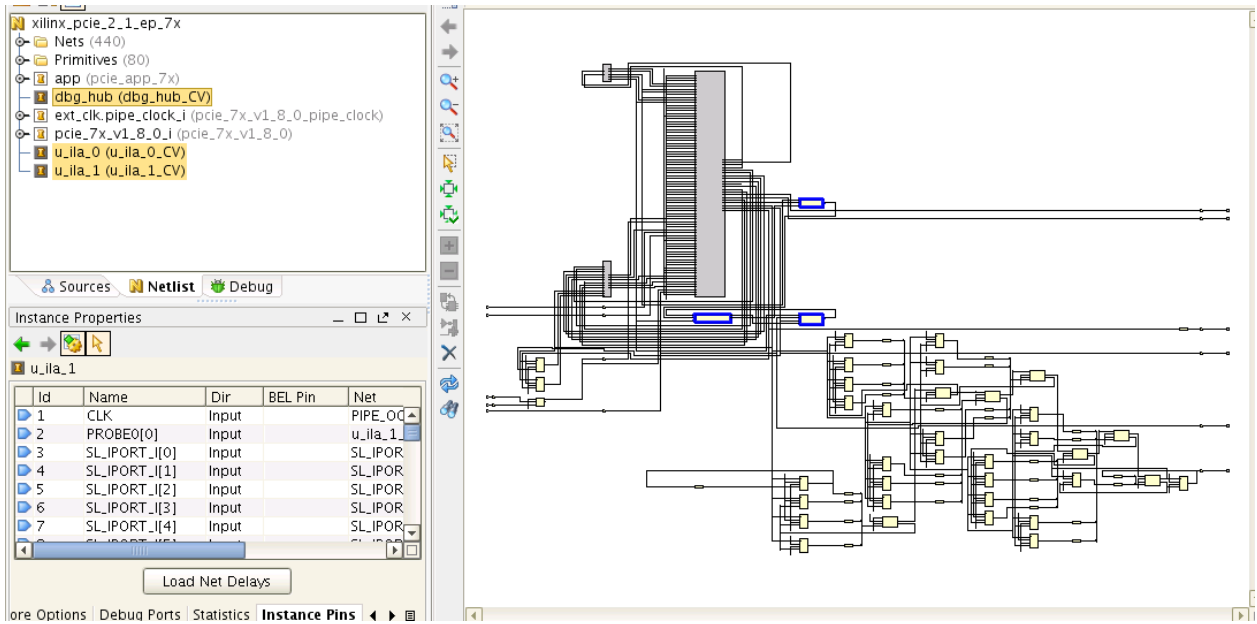 xilinx_pcie_2_1_ep_7x
Nets (440)
Primitives (80)
app (pcie_app_7x)
dbg_hub (dbg_hub_CV)
ext_clk.pipe_clock_i (pcie_7x_v1_8_0_pipe_clock)
pcie_7x_v1_8_0_i (pcie_7x_v1_8_0)
u_ila_0 (u_ila_0_CV)
u_ila_1 (u_ila_1_CV)
Sources Netlist Debug
Instance Properties
u_ila_1
Id Name Dir BEL Pin Net
1 CLK Input PIPE_OO
2 PROBE0[0] Input u_ila_1_
3 SL_IPORT_I[0] Input SL_IPOR
4 SL_IPORT_I[1] Input SL_IPOR
5 SL_IPORT_I[2] Input SL_IPOR
6 SL_IPORT_I[3] Input SL_IPOR
7 SL_IPORT_I[4] Input SL_IPOR
Load Net Delays
ore Options Debug Ports Statistics Instance Pins